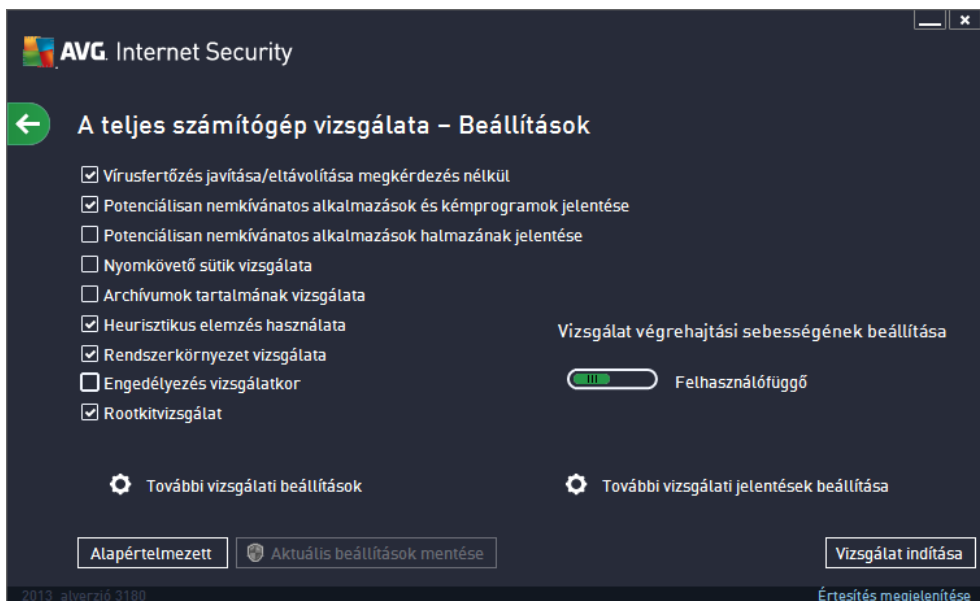 AVG. Internet Security
A teljes számítógép vizsgálata – Beállítások
Vírusfertőzés javítása/eltávolítása megkérdezés nélkül
Potenciálisan nemkívánatos alkalmazások és kémprogramok jelentése
Potenciálisan nemkívánatos alkalmazások halmazának jelentése
Nyomkövető sütik vizsgálata
Archívumok tartalmának vizsgálata
Heurisztikus elemzés használata
Rendszerkörnyezet vizsgálata
Engedélyezés vizsgálatkor
Rootkitvizsgálat
Vizsgálat végrehajtási sebességének beállítása
Felhasználófüggő
További vizsgálati beállítások
További vizsgálati jelentések beállítása
Alapértelmezett
Aktuális beállítások mentése
Vizsgálat indítása
2013 alverzió 3180
Értesítés megjelenítése